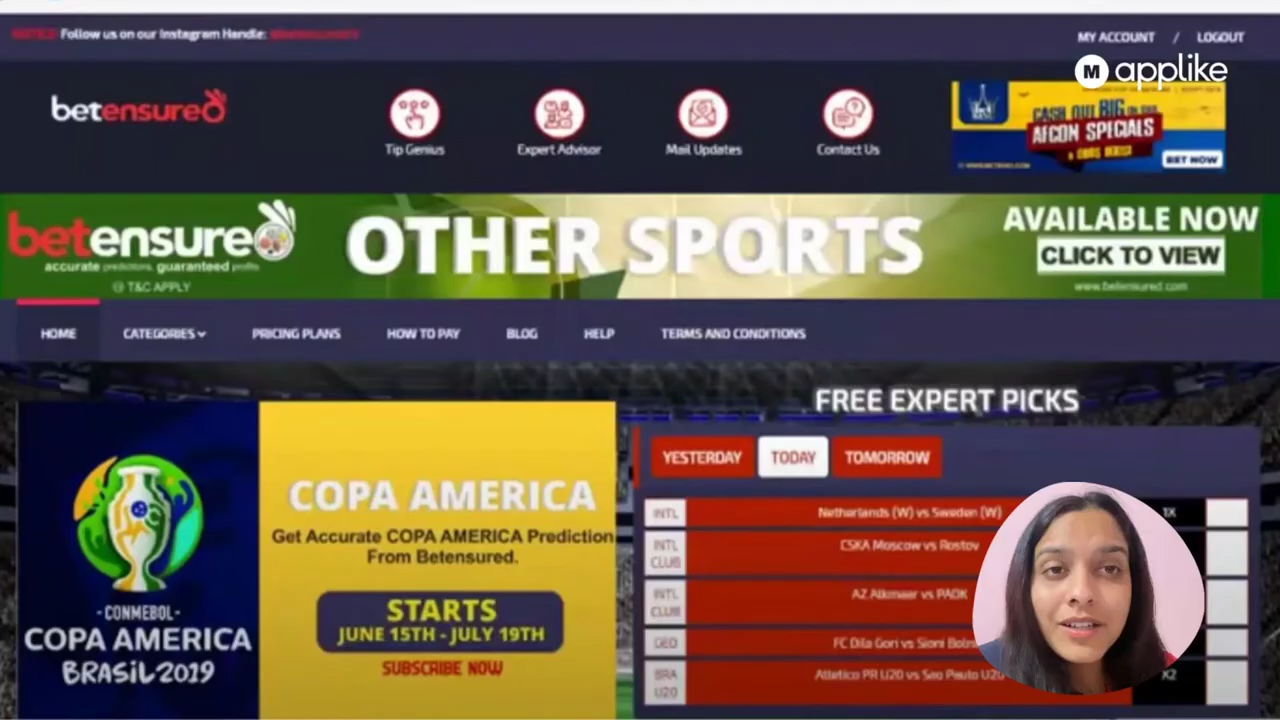 Follow us on our Instagram Handle:
MY ACCOUNT / LOGOUT
M applike
betensured
Tip Genius
Expert Advisor
Mail Updates
Contact Us
CASH OUT BIG
AFCON SPECIALS
BET NOW
betensured
accurate predictions, guaranteed profits
T&C APPLY
OTHER SPORTS
AVAILABLE NOW
CLICK TO VIEW
www.betensured.com
HOME CATEGORIES PRICING PLANS HOW TO PAY BLOG HELP TERMS AND CONDITIONS
-CONMEBOL-
COPA AMERICA
BRASIL 2019
COPA AMERICA
Get Accurate COPA AMERICA Prediction
From Betensured.
STARTS
JUNE 15TH - JULY 19TH
SUBSCRIBE NOW
FREE EXPERT PICKS
YESTERDAY TODAY TOMORROW
INTL Netherlands (W) vs Sweden (W) 1X
INTL CLUB CSKA Moscow vs Rostov
INTL CLUB AZ Alkmaar vs PAOK
GEO FC Dila Gori vs Sioni
BRA U20 Atletico PR U20 vs Sao Paulo U20 X2